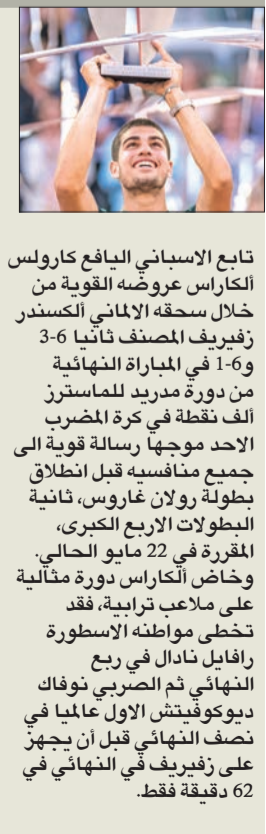 تابع الاسباني اليافع كارولس
ألكاراس عروضه القوية من
خلال سحقه الالماني ألكسندر
زفيريف المصنف ثانيا 6-3
و6-1 في المباراة النهائية
من دورة مدريد للماسترز
ألف نقطة في كرة المضرب
الاحد موجها رسالة قوية الى
جميع منافسيه قبل انطلاق
بطولة رولان غاروس، ثانية
البطولات الاربع الكبرى،
المقررة في 22 مايو الحالي.
وخاض ألكاراس دورة مثالية
على ملاعب ترابية، فقد
تخطى مواطنه الاسطورة
رافايل نادال في ربع
النهائي ثم الصربي نوفاك
ديوكوفيتش الاول عالميا في
نصف النهائي قبل أن يجهز
على زفيريف في النهائي في
62 دقيقة فقط.